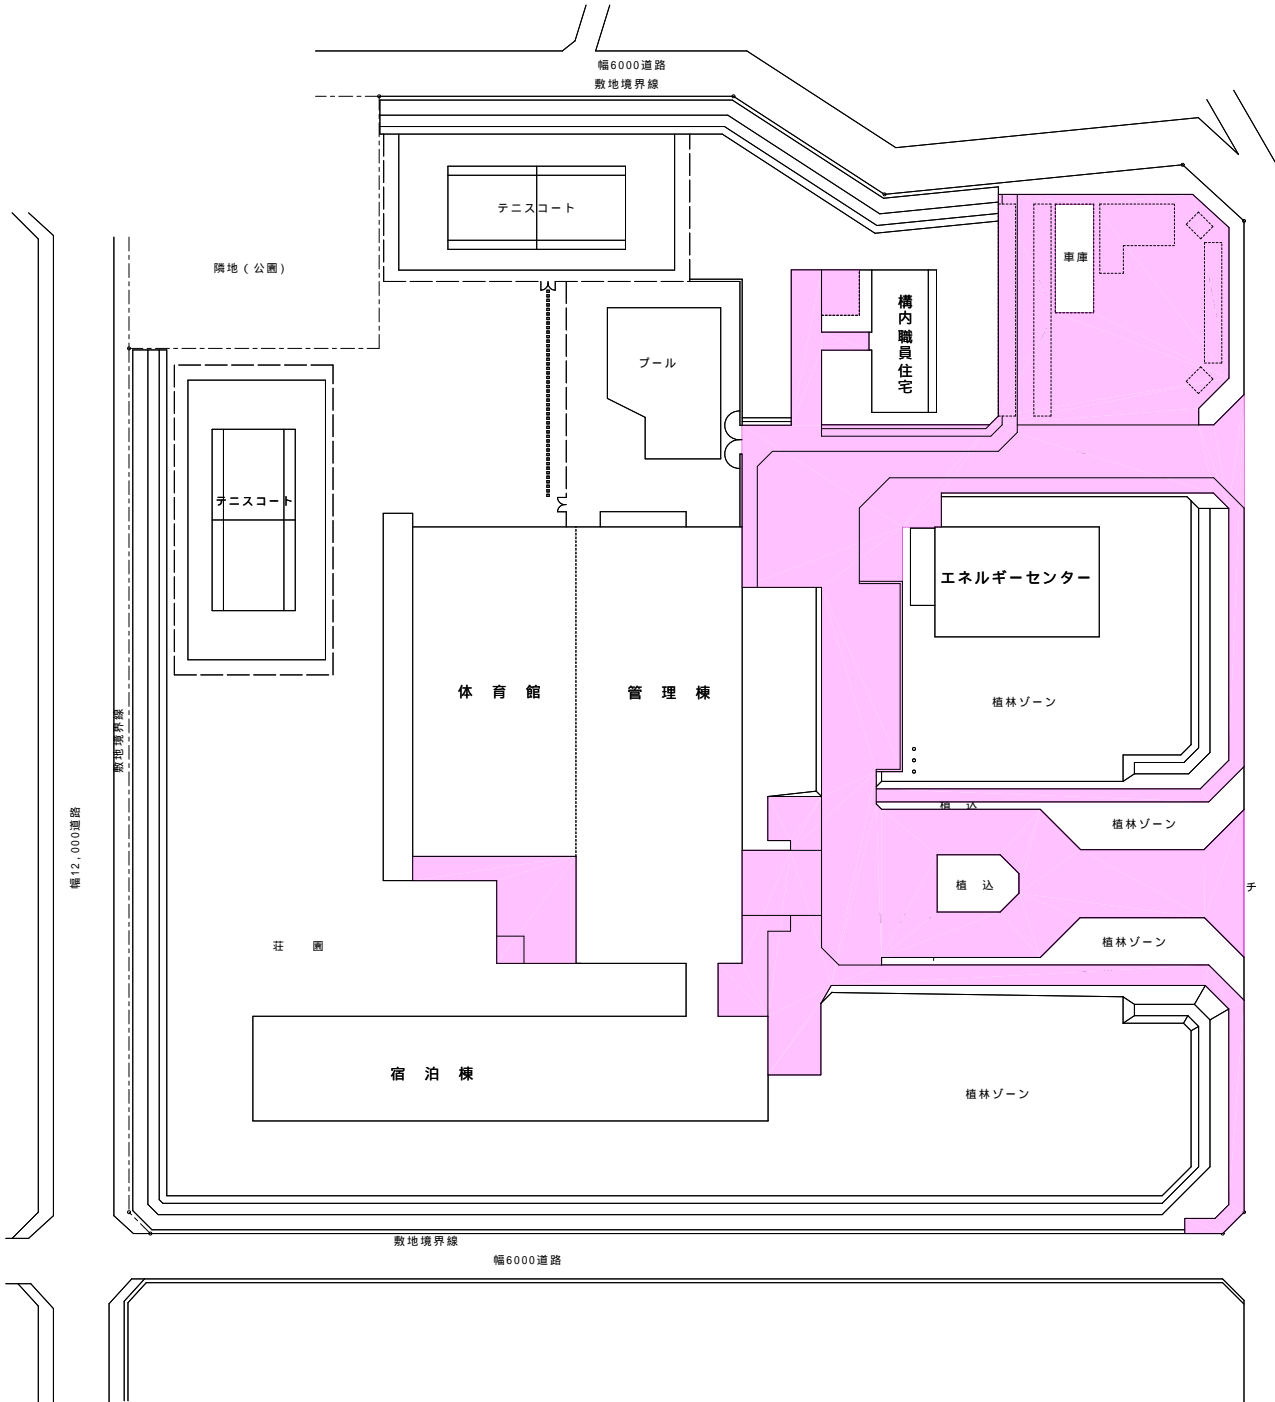 幅6000道路
敷地境界線
テニスコート
隣地(公園)
車庫
構内職員住宅
プール
テニスコート
エネルギーセンター
体育館
管理棟
植林ゾーン
敷地境界線
幅12,000道路
植込
植林ゾーン
植込
チ
荘園
植林ゾーン
宿泊棟
植林ゾーン
敷地境界線
幅6000道路